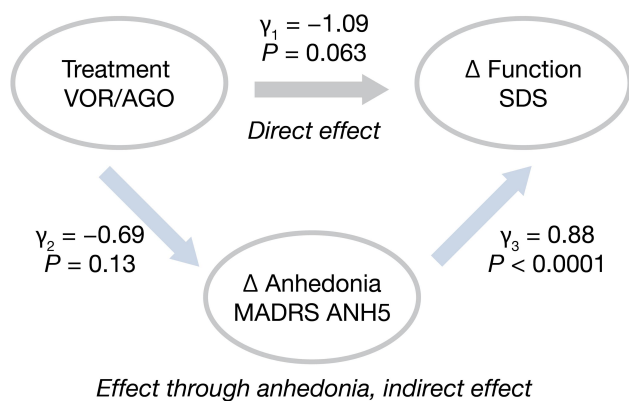 γ₁ = −1.09
P = 0.063
Treatment
VOR/AGO
Δ Function
SDS
Direct effect
γ₂ = −0.69
P = 0.13
γ₃ = 0.88
P < 0.0001
Δ Anhedonia
MADRS ANH5
Effect through anhedonia, indirect effect